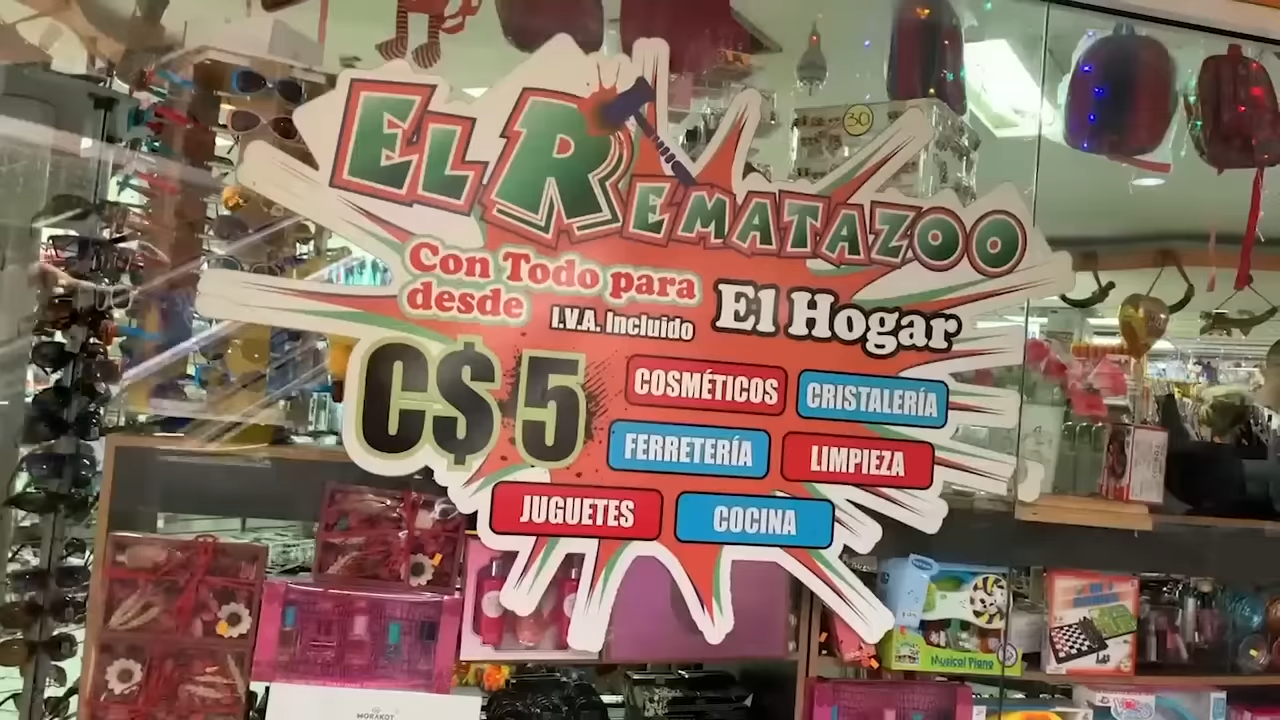 30
EL REMATAZOO
Con Todo para
desde
I.V.A. Incluido
El Hogar
C$ 5
COSMÉTICOS
CRISTALERÍA
FERRETERÍA
LIMPIEZA
JUGUETES
COCINA
Musical Piano
MORAKOT